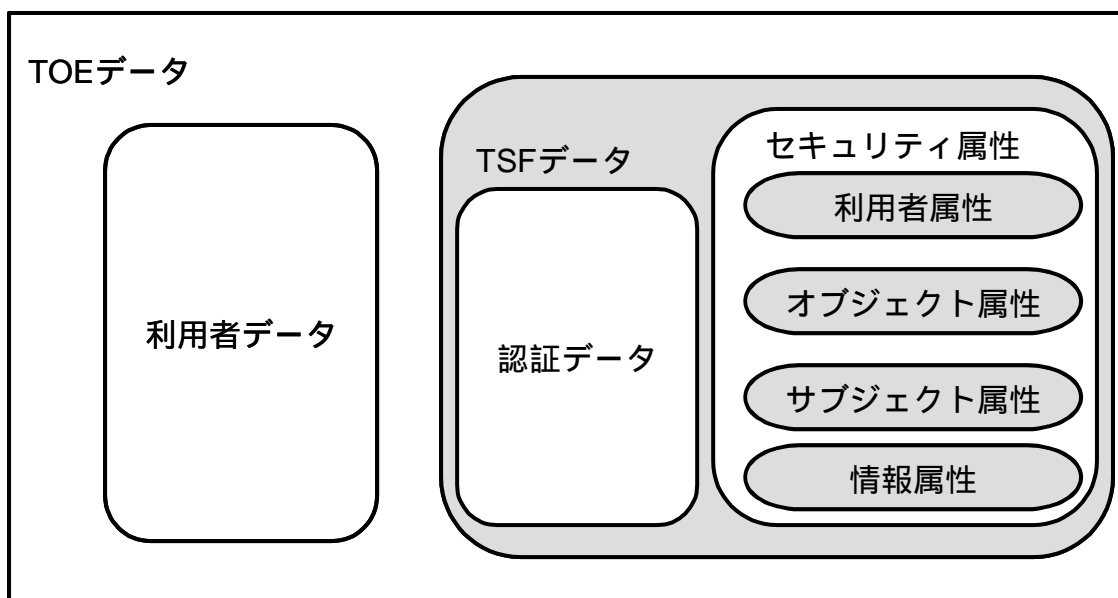 TOEデータ
利用者データ
TSFデータ
認証データ
セキュリティ属性
利用者属性
オブジェクト属性
サブジェクト属性
情報属性